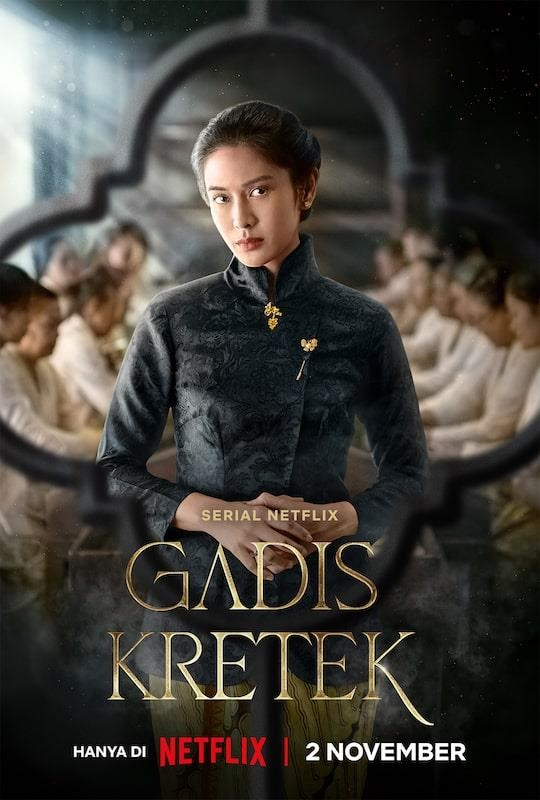 SERIAL NETFLIX
GADIS
KRETEK
HANYA DI NETFLIX | 2 NOVEMBER